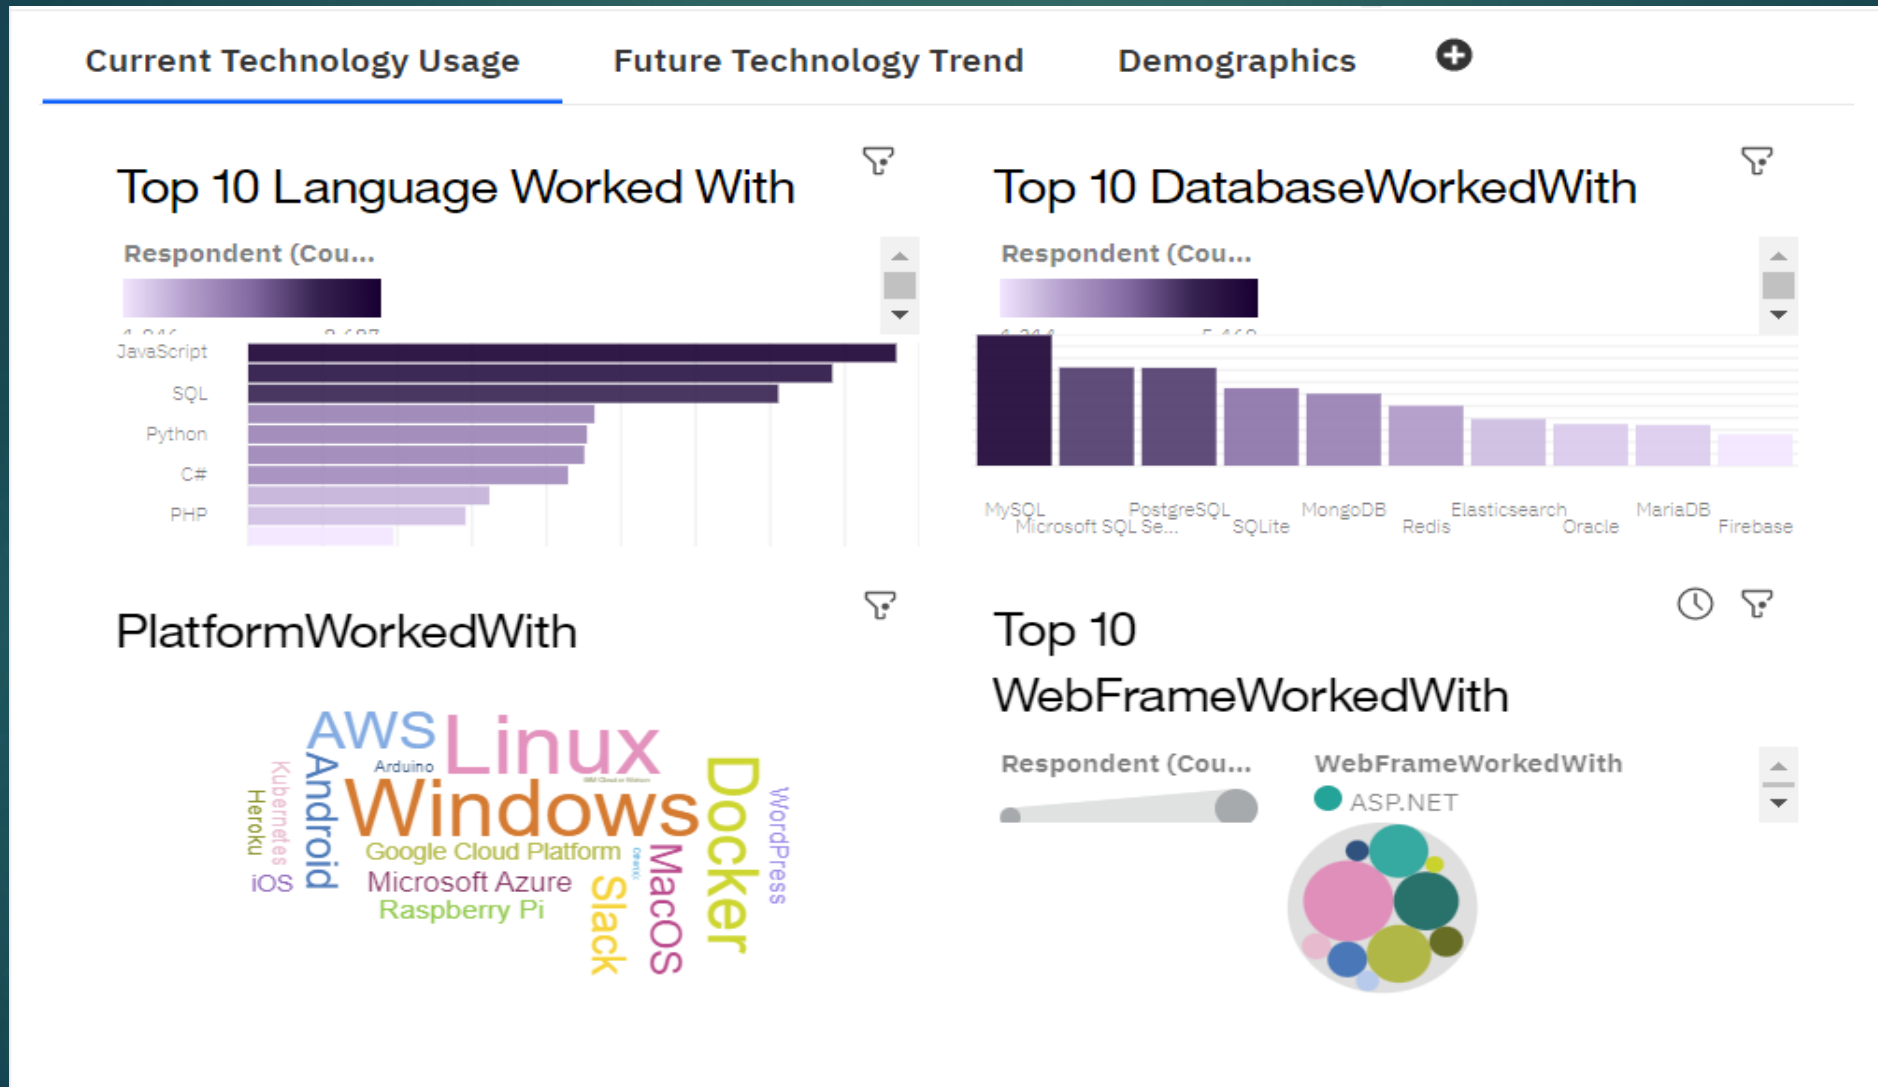 Current Technology Usage
Future Technology Trend
Demographics
Top 10 Language Worked With
Respondent (Cou...
JavaScript
SQL
Python
C#
PHP
Top 10 DatabaseWorkedWith
Respondent (Cou...
MySQL
Microsoft SQL Se...
PostgreSQL
SQLite
MongoDB
Redis
Elasticsearch
Oracle
MariaDB
Firebase
PlatformWorkedWith
AWS
Linux
Arduino
Windows
Docker
WordPress
Kubernetes
Heroku
Android
iOS
Google Cloud Platform
Microsoft Azure
Raspberry Pi
Slack
MacOS
Top 10
WebFrameWorkedWith
Respondent (Cou...
WebFrameWorkedWith
ASP.NET